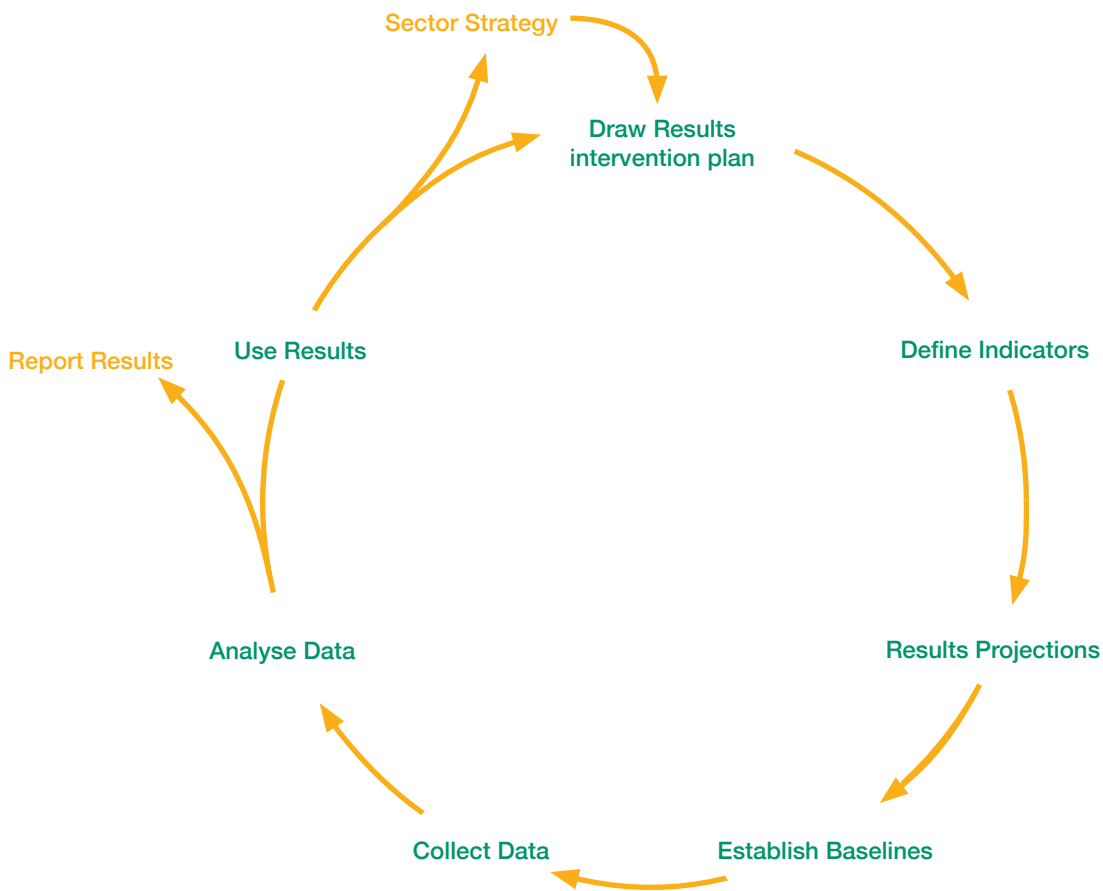 Sector Strategy
Draw Results
intervention plan
Define Indicators
Results Projections
Establish Baselines
Collect Data
Analyse Data
Use Results
Report Results